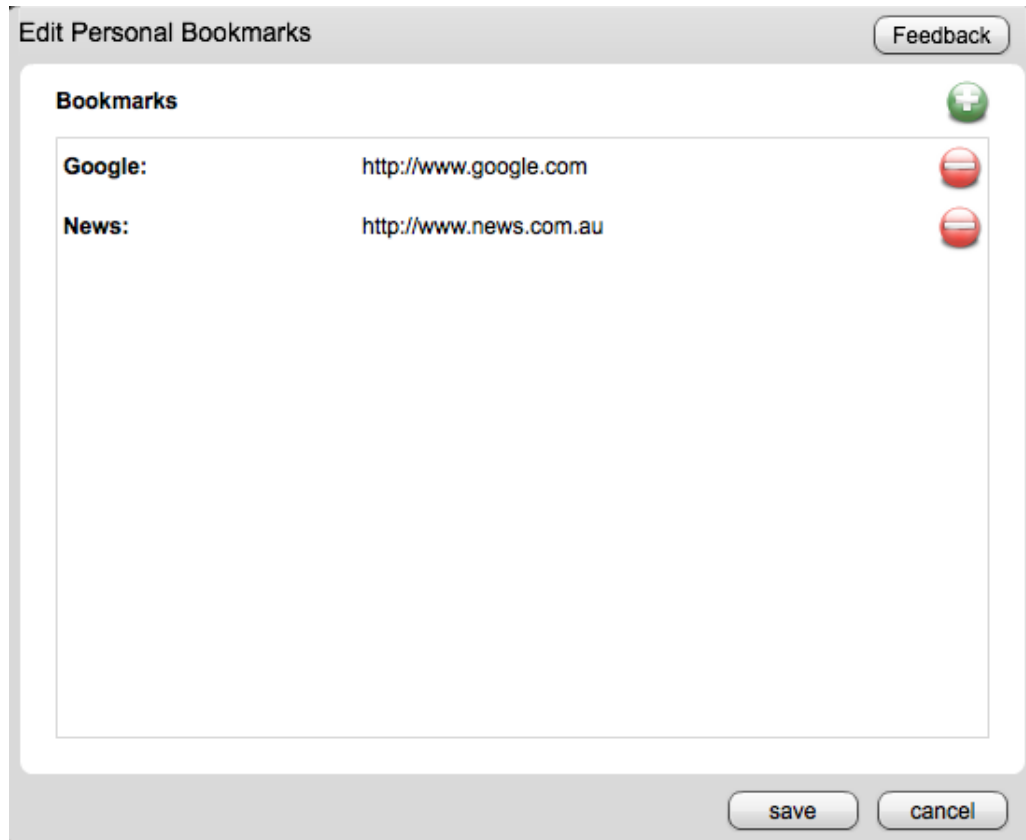 Edit Personal Bookmarks Feedback
Bookmarks
Google: http://www.google.com
News: http://www.news.com.au
save cancel